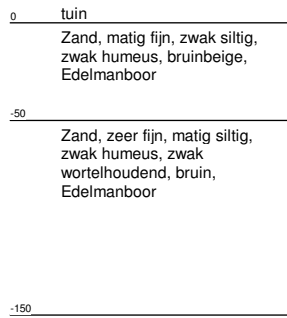 0 tuin
Zand, matig fijn, zwak siltig,
zwak humeus, bruinbeige,
Edelmanboor
-50
Zand, zeer fijn, matig siltig,
zwak humeus, zwak
wortelhoudend, bruin,
Edelmanboor
-150